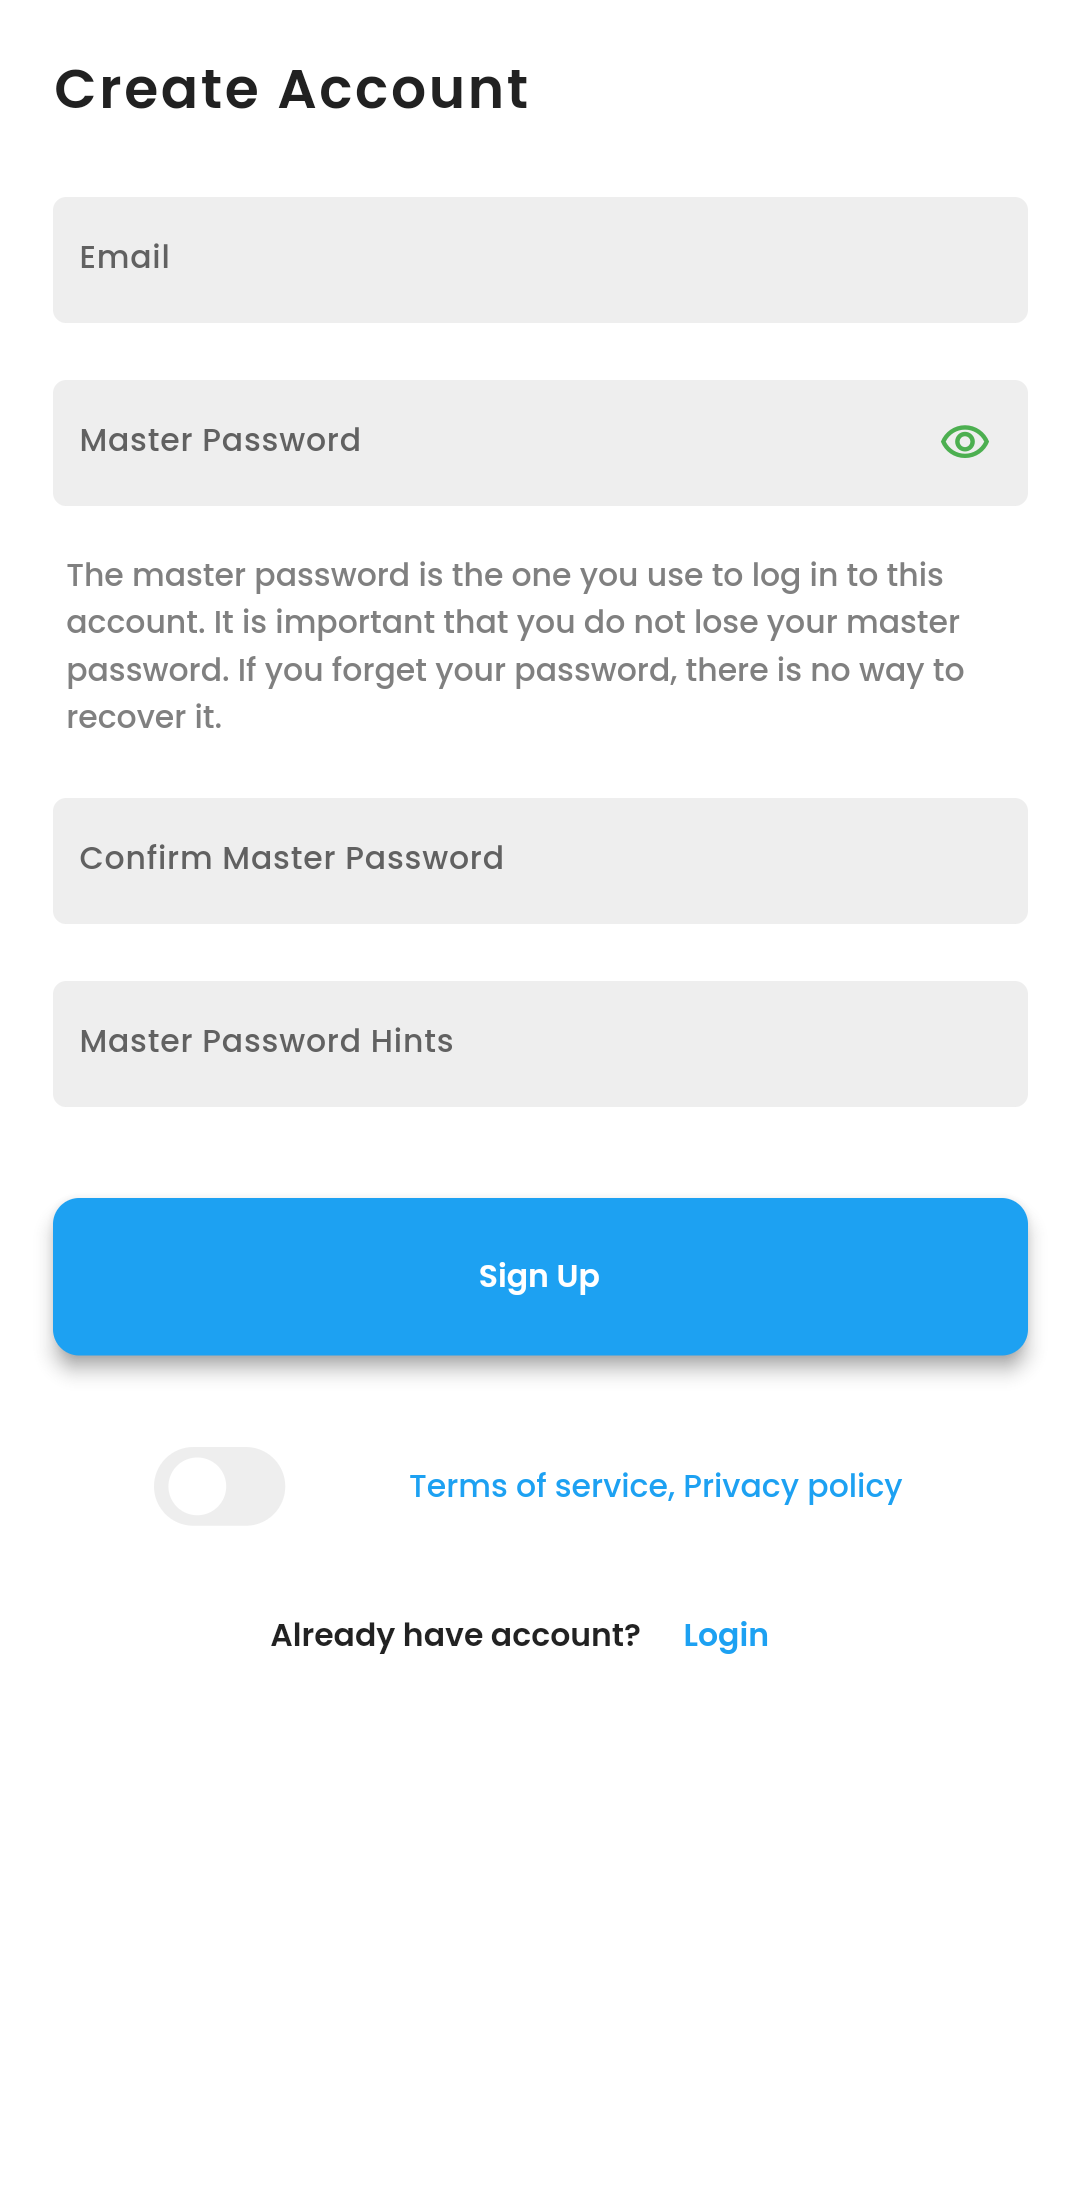 Create Account
Email
Master Password
The master password is the one you use to log in to this
account. It is important that you do not lose your master
password. If you forget your password, there is no way to
recover it.
Confirm Master Password
Master Password Hints
Sign Up
Terms of service, Privacy policy
Already have account? Login